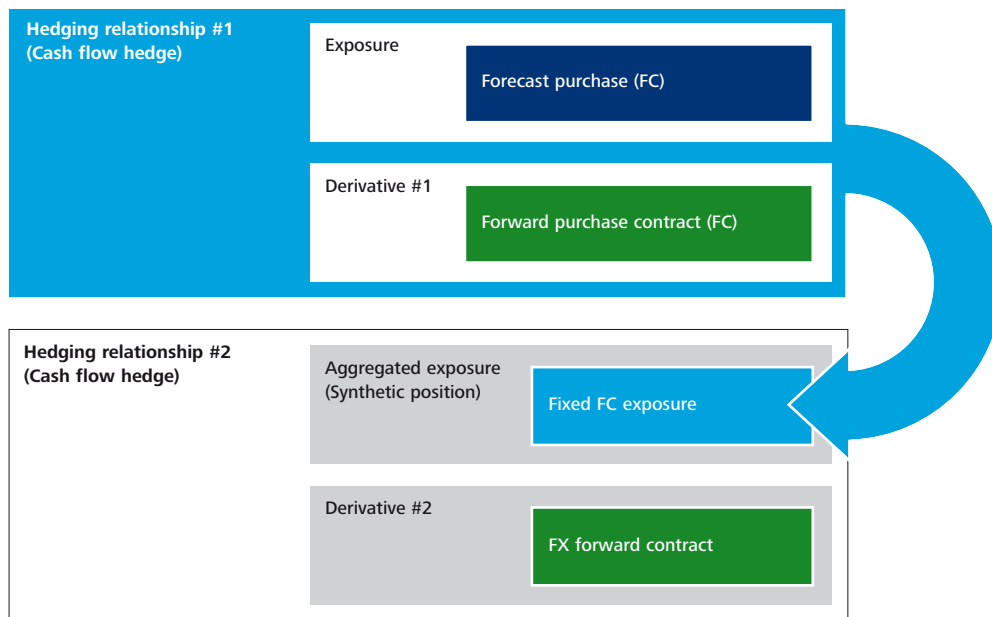 Hedging relationship #1
(Cash flow hedge)
Exposure
Forecast purchase (FC)
Derivative #1
Forward purchase contract (FC)
Hedging relationship #2
(Cash flow hedge)
Aggregated exposure
(Synthetic position)
Fixed FC exposure
Derivative #2
FX forward contract